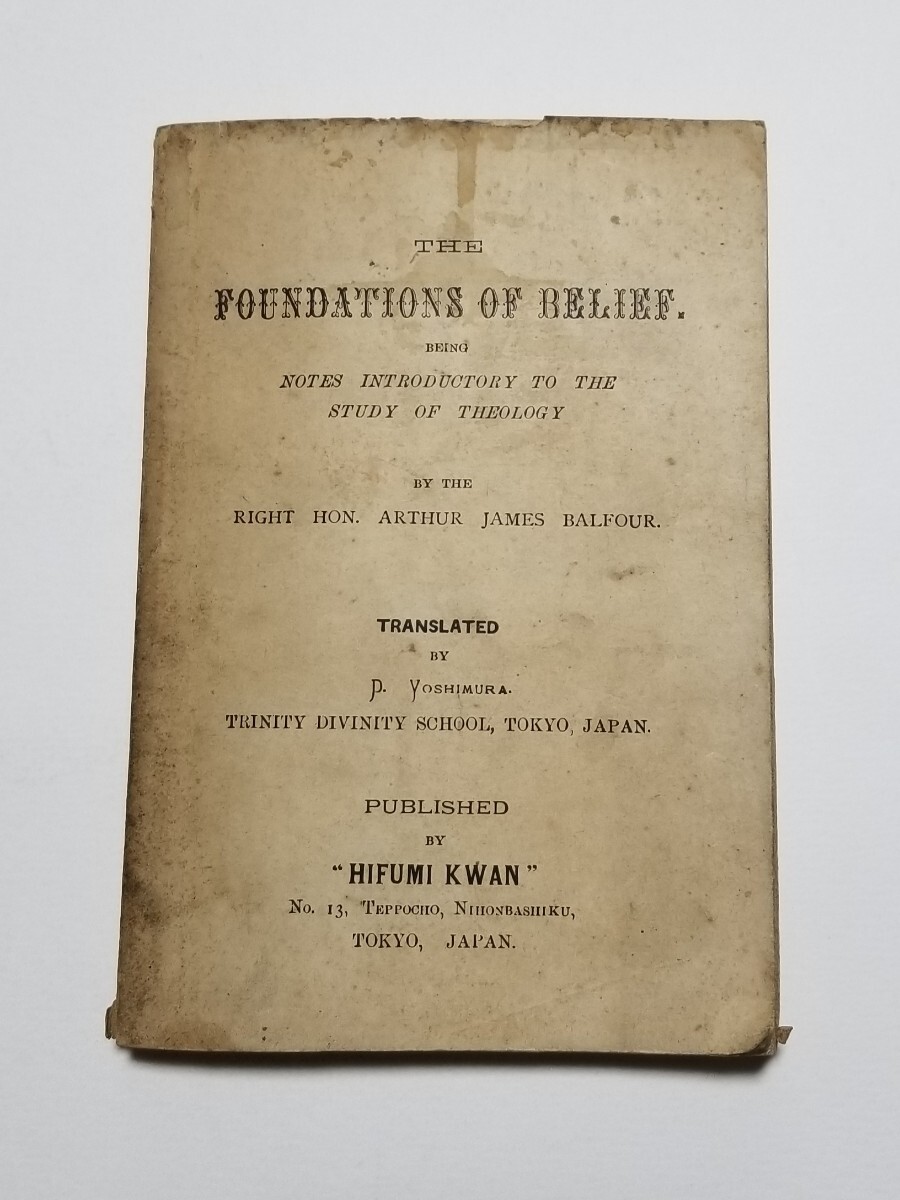 THE
FOUNDATIONS OF BELIEF.
BEING
NOTES INTRODUCTORY TO THE
STUDY OF THEOLOGY
BY THE
RIGHT HON. ARTHUR JAMES BALFOUR.
TRANSLATED
BY
P. YOSHIMURA.
TRINITY DIVINITY SCHOOL, TOKYO, JAPAN.
PUBLISHED
BY
"HIFUMI KWAN"
No. 13, TEPPOCHO, NIHONBASHIKU,
TOKYO, JAPAN.